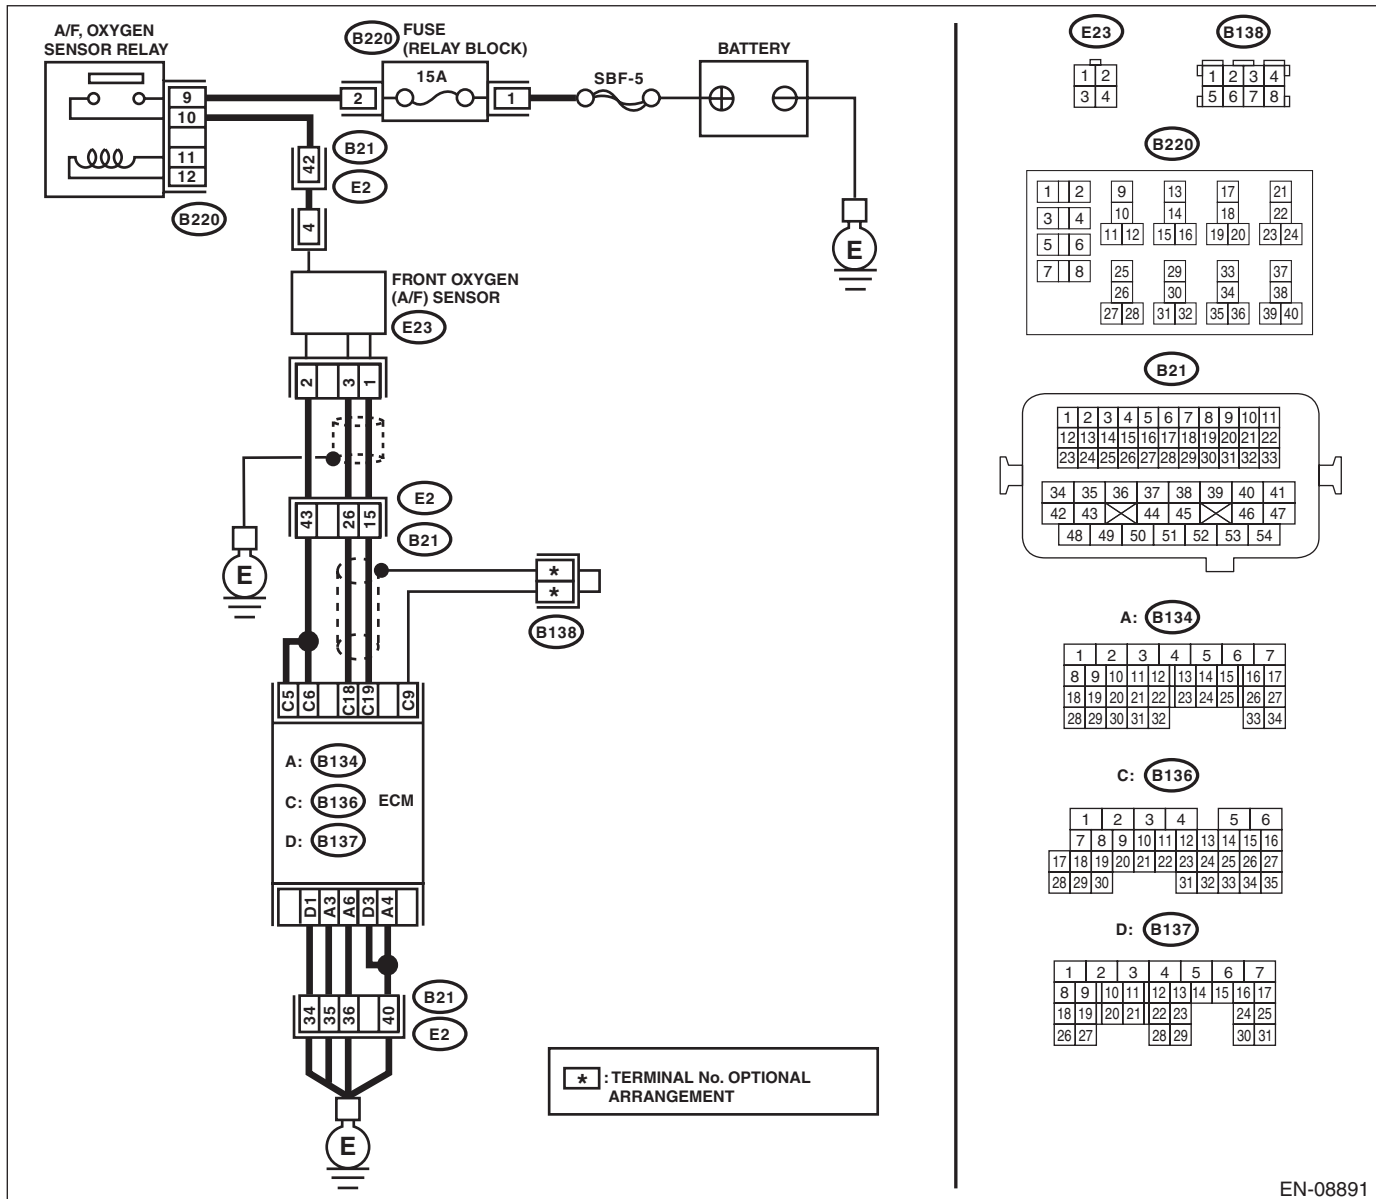 A/F, OXYGEN
SENSOR RELAY
B220
FUSE
(RELAY BLOCK)
15A
SBF-5
BATTERY
9
10
11
12
2
1
B220
42
4
B21
E2
E
FRONT OXYGEN
(A/F) SENSOR
E23
2 3 1
E
43 26 15
E2
B21
*
*
B138
C5 C6 C18 C19 C9
A: B134
C: B136 ECM
D: B137
D1 A3 A6 D3 A4
34 35 36 40
B21
E2
E
* : TERMINAL No. OPTIONAL
ARRANGEMENT
E23
1 2
3 4
B138
1 2 3 4
5 6 7 8
B220
1 2 9 13 17 21
3 4 10 14 18 22
5 6 11 12 15 16 19 20 23 24
7 8 25 29 33 37
26 30 34 38
27 28 31 32 35 36 39 40
B21
1 2 3 4 5 6 7 8 9 10 11
12 13 14 15 16 17 18 19 20 21 22
23 24 25 26 27 28 29 30 31 32 33
34 35 36 37 38 39 40 41
42 43 44 45 46 47
48 49 50 51 52 53 54
A: B134
1 2 3 4 5 6 7
8 9 10 11 12 13 14 15 16 17
18 19 20 21 22 23 24 25 26 27
28 29 30 31 32 33 34
C: B136
1 2 3 4 5 6
7 8 9 10 11 12 13 14 15 16
17 18 19 20 21 22 23 24 25 26 27
28 29 30 31 32 33 34 35
D: B137
1 2 3 4 5 6 7
8 9 10 11 12 13 14 15 16 17
18 19 20 21 22 23 24 25
26 27 28 29 30 31
EN-08891